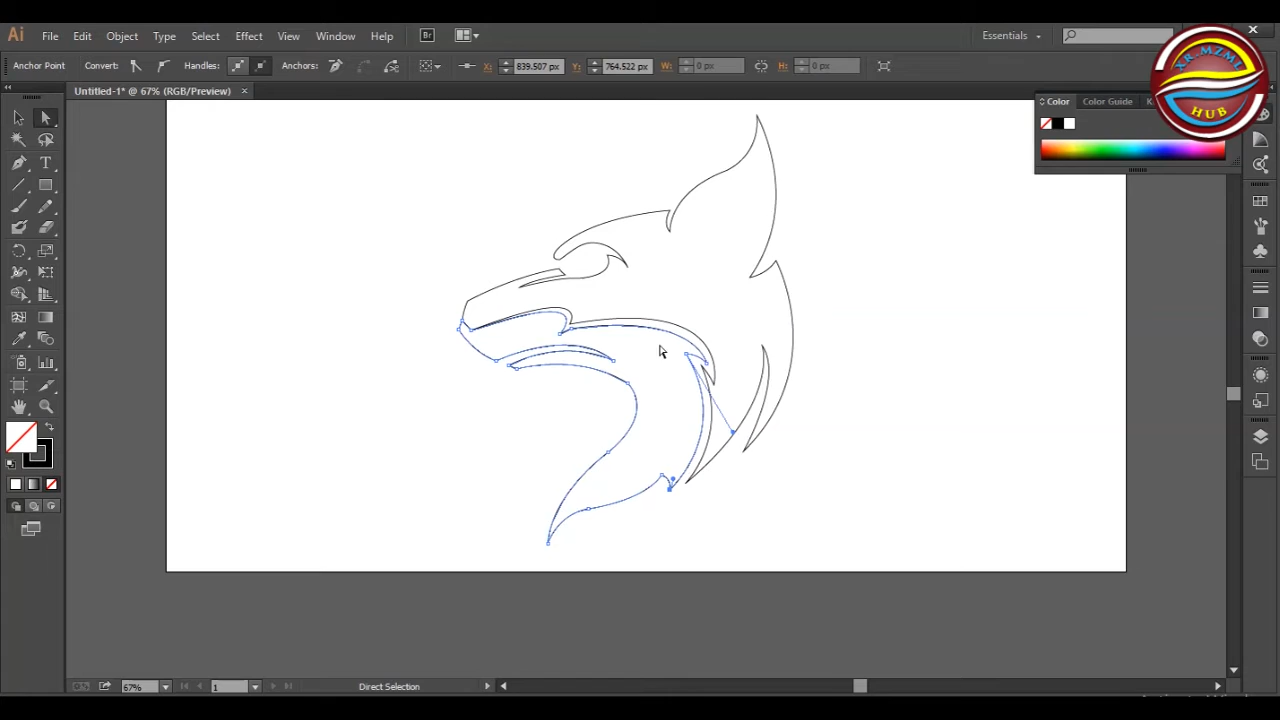 Ai File Edit Object Type Select Effect View Window Help Br Essentials
Anchor Point Convert: Handles: Anchors: X: 839.507 px Y: 764.522 px W: 0 px H: 0 px
XR. MZML
HUB
Untitled-1* @ 67% (RGB/Preview) ×
Color Color Guide
T
67% 1 Direct Selection